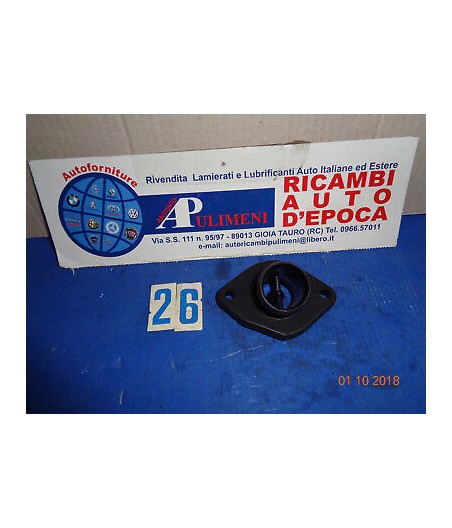 Autoforniture
Rivendita Lamierati e Lubrificanti Auto Italiane ed Estere
RICAMBI
AUTO
D'EPOCA
APULIMENI
Via S.S. 111 n. 95/97 - 89013 GIOIA TAURO (RC) Tel. 0966.57011
e-mail: autoricambipulimeni@libero.it
26
01 10 2018